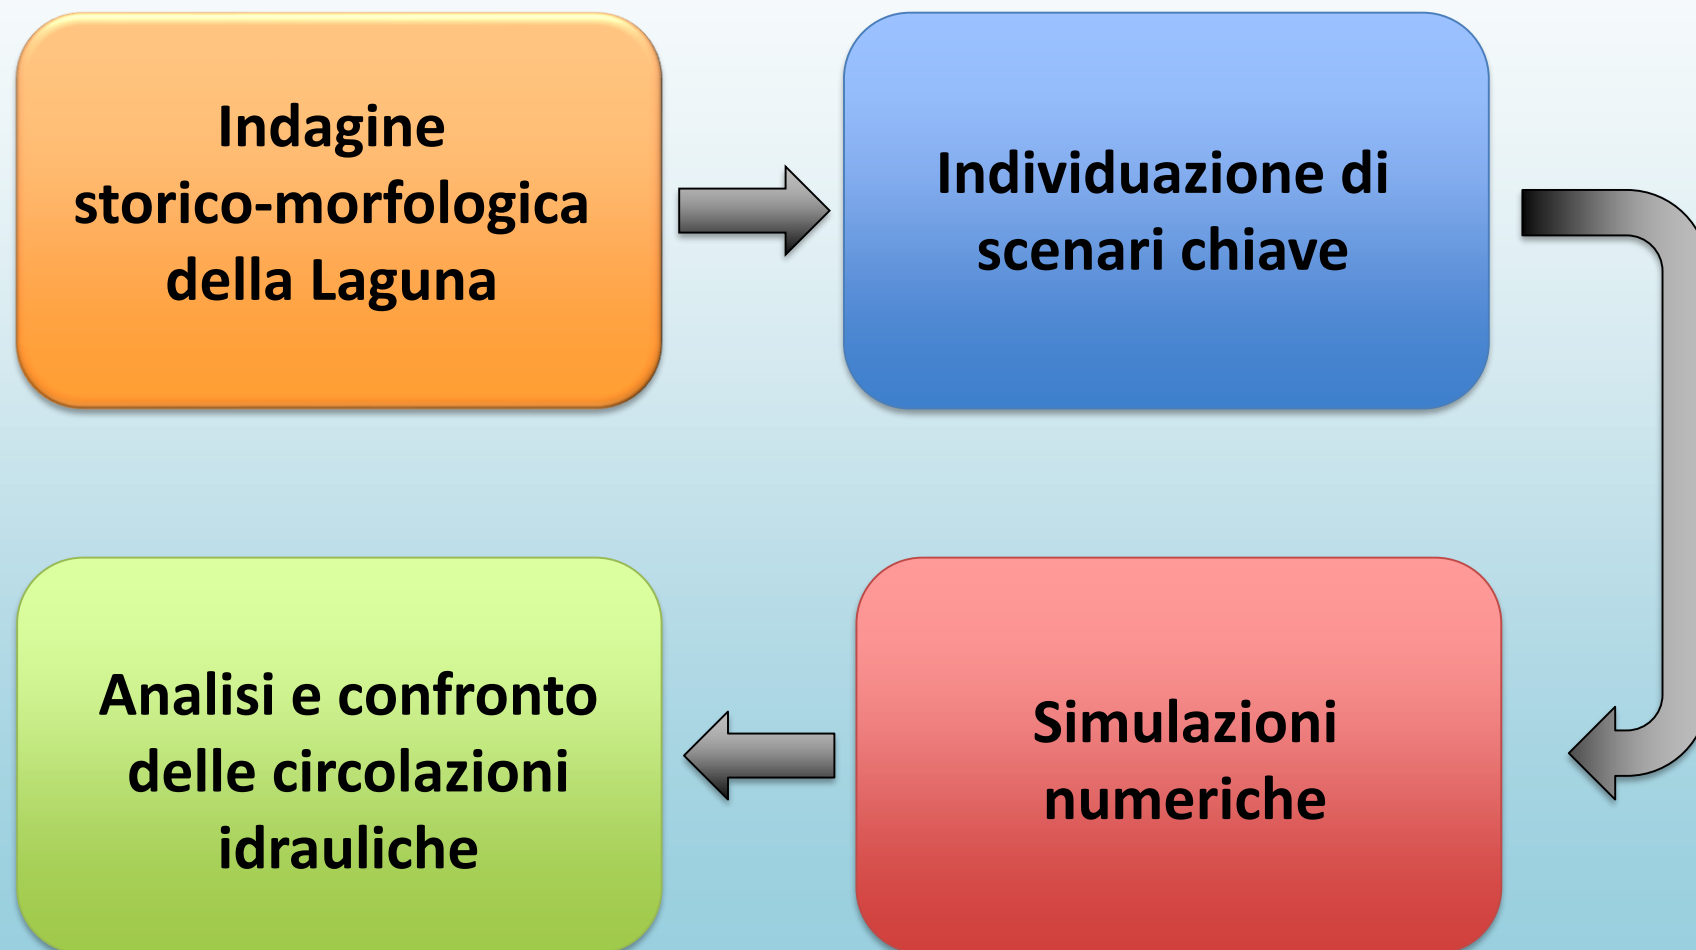 Indagine
storico-morfologica
della Laguna
Individuazione di
scenari chiave
Simulazioni
numeriche
Analisi e confronto
delle circolazioni
idrauliche